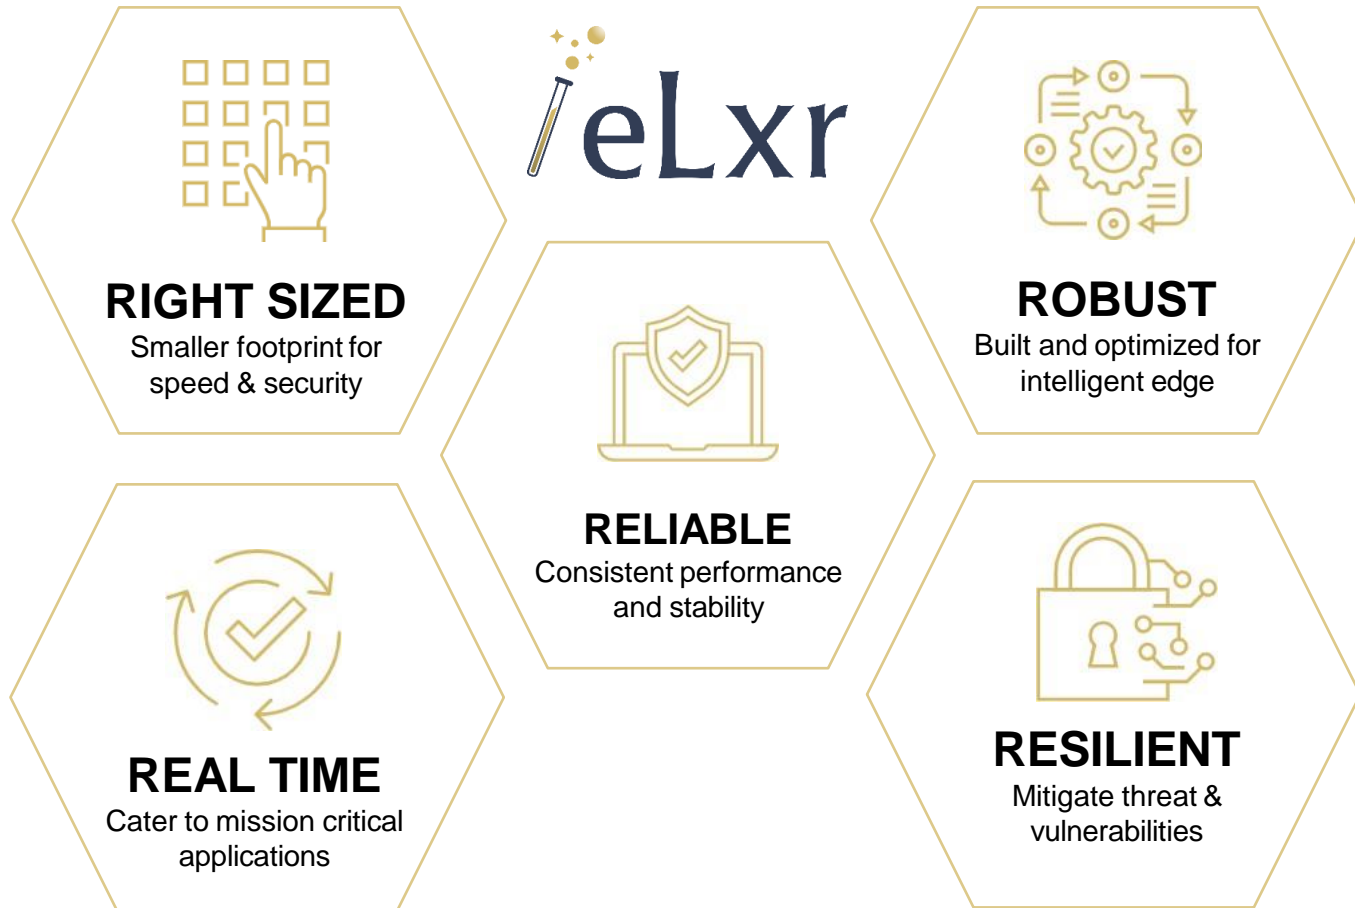 eLxr
RIGHT SIZED
Smaller footprint for
speed & security
ROBUST
Built and optimized for
intelligent edge
RELIABLE
Consistent performance
and stability
REAL TIME
Cater to mission critical
applications
RESILIENT
Mitigate threat &
vulnerabilities